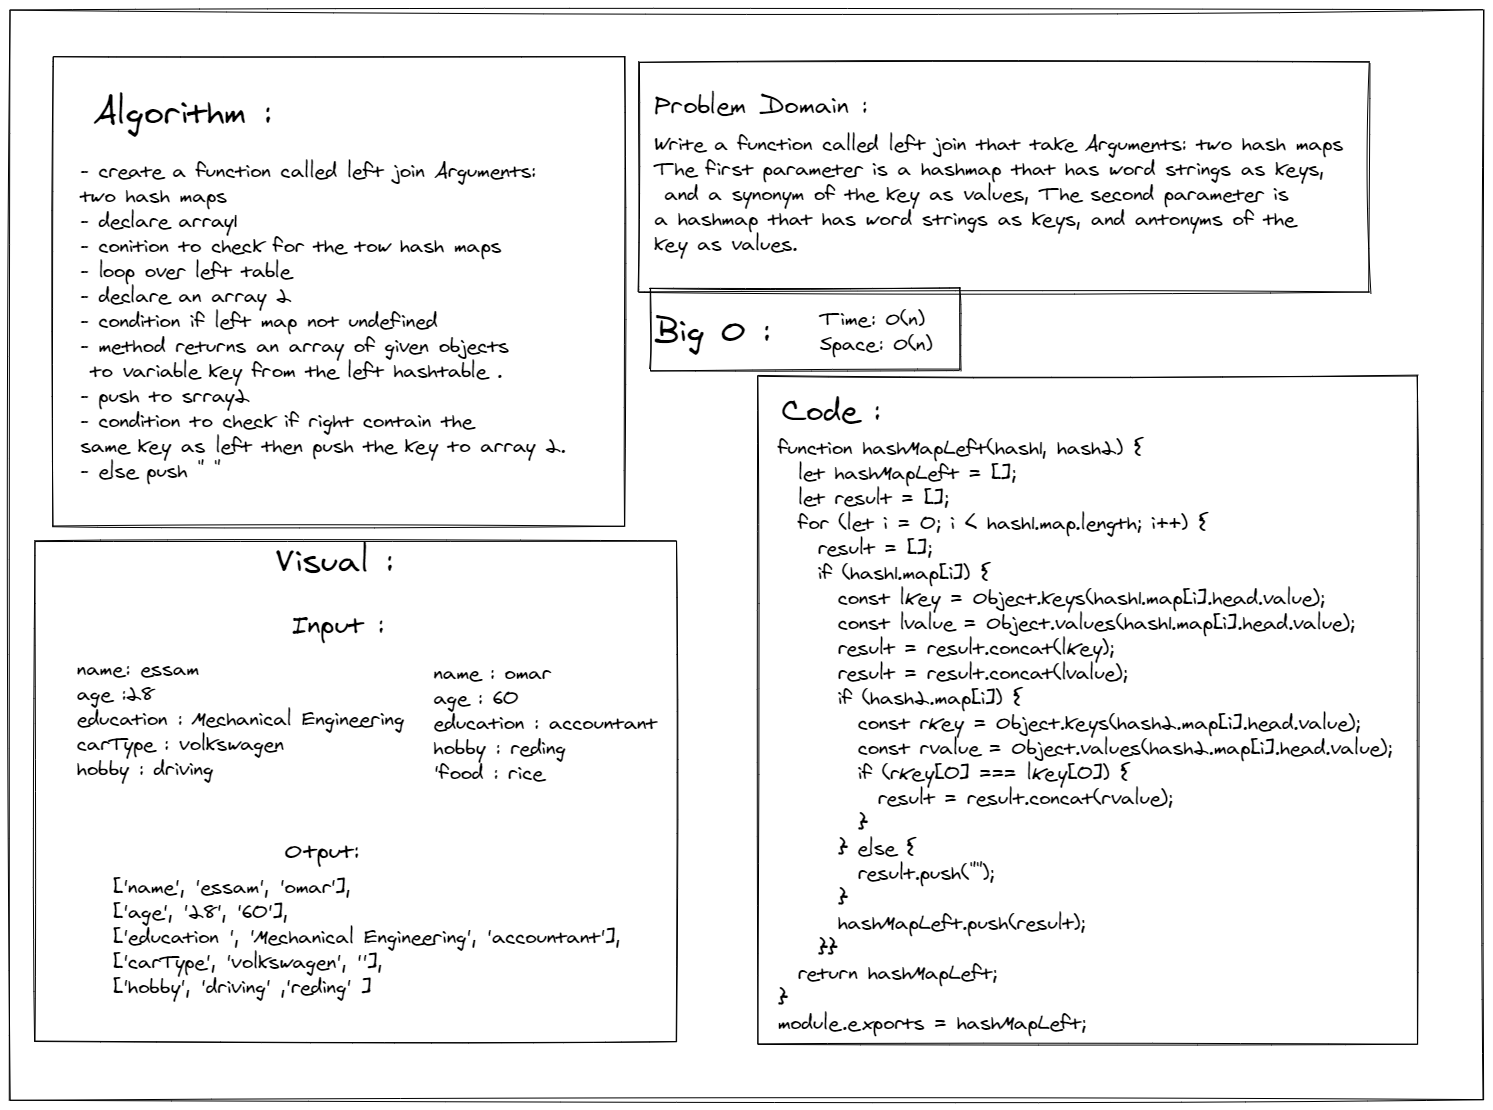 Algorithm :
- create a function called left join Arguments:
two hash maps
- declare array1
- conition to check for the tow hash maps
- loop over left table
- declare an array 2
- condition if left map not undefined
- method returns an array of given objects
to variable key from the left hashtable .
- push to srray2
- condition to check if right contain the
same key as left then push the key to array 2.
- else push " "
Problem Domain :
Write a function called left join that take Arguments: two hash maps
The first parameter is a hashmap that has word strings as keys,
and a synonym of the key as values, The second parameter is
a hashmap that has word strings as keys, and antonyms of the
key as values.
Big O :
Time: O(n)
Space: O(n)
Visual :
Input :
name: essam
age :28
education : Mechanical Engineering
carType : volkswagen
hobby : driving
name : omar
age : 60
education : accountant
hobby : reding
'food : rice
Otput:
['name', 'essam', 'omar'],
['age', '28', '60'],
['education ', 'Mechanical Engineering', 'accountant'],
['carType', 'volkswagen', ''],
['hobby', 'driving' ,'reding' ]
Code :
function hashMapLeft(hash1, hash2) {
let hashMapLeft = [];
let result = [];
for (let i = 0; i < hash1.map.length; i++) {
result = [];
if (hash1.map[i]) {
const lKey = Object.keys(hash1.map[i].head.value);
const lvalue = Object.values(hash1.map[i].head.value);
result = result.concat(lKey);
result = result.concat(lvalue);
if (hash2.map[i]) {
const rKey = Object.keys(hash2.map[i].head.value);
const rvalue = Object.values(hash2.map[i].head.value);
if (rKey[0] === lKey[0]) {
result = result.concat(rvalue);
}
} else {
result.push("");
}
hashMapLeft.push(result);
}}
return hashMapLeft;
}
module.exports = hashMapLeft;